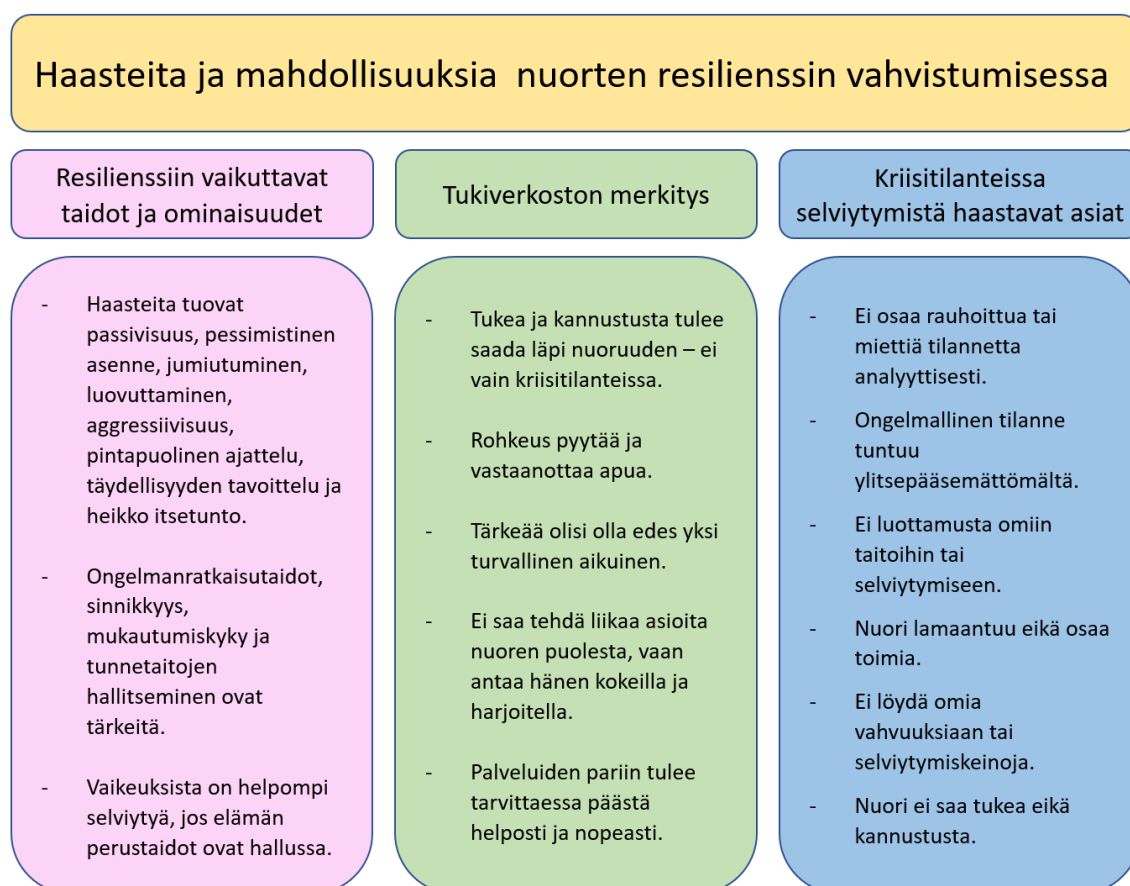 Haasteita ja mahdollisuuksia  nuorten resilienssin vahvistumisessa
Resilienssiin vaikuttavat
taidot ja ominaisuudet
- Haasteita tuovat
passivisuus, pessimistinen
asenne, jumiutuminen,
luovuttaminen,
aggressiivisuus,
pintapuolinen ajattelu,
täydellisyyden tavoittelu ja
heikko itsetunto.
- Ongelmanratkaisutaidot,
sinnikkyys,
mukautumiskyky ja
tunnetaitojen
hallitseminen ovat
tärkeitä.
- Vaikeuksista on helpompi
selviytyä, jos elämän
perustaidot ovat hallussa.
Tukiverkoston merkitys
- Tukea ja kannustusta tulee
saada läpi nuoruuden – ei
vain kriisitilanteissa.
- Rohkeus pyytää ja
vastaanottaa apua.
- Tärkeää olisi olla edes yksi
turvallinen aikuinen.
- Ei saa tehdä liikaa asioita
nuoren puolesta, vaan
antaa hänen kokeilla ja
harjoitella.
- Palveluiden pariin tulee
tarvittaessa päästä
helposti ja nopeasti.
Kriisitilanteissa
selviytymistä haastavat asiat
- Ei osaa rauhoittua tai
miettiä tilannetta
analyyttisesti.
- Ongelmallinen tilanne
tuntuu
ylitsepääsemättömältä.
- Ei luottamusta omiin
taitoihin tai
selviytymiseen.
- Nuori lamaantuu eikä osaa
toimia.
- Ei löydä omia
vahvuuksiaan tai
selviytymiskeinoja.
- Nuori ei saa tukea eikä
kannustusta.